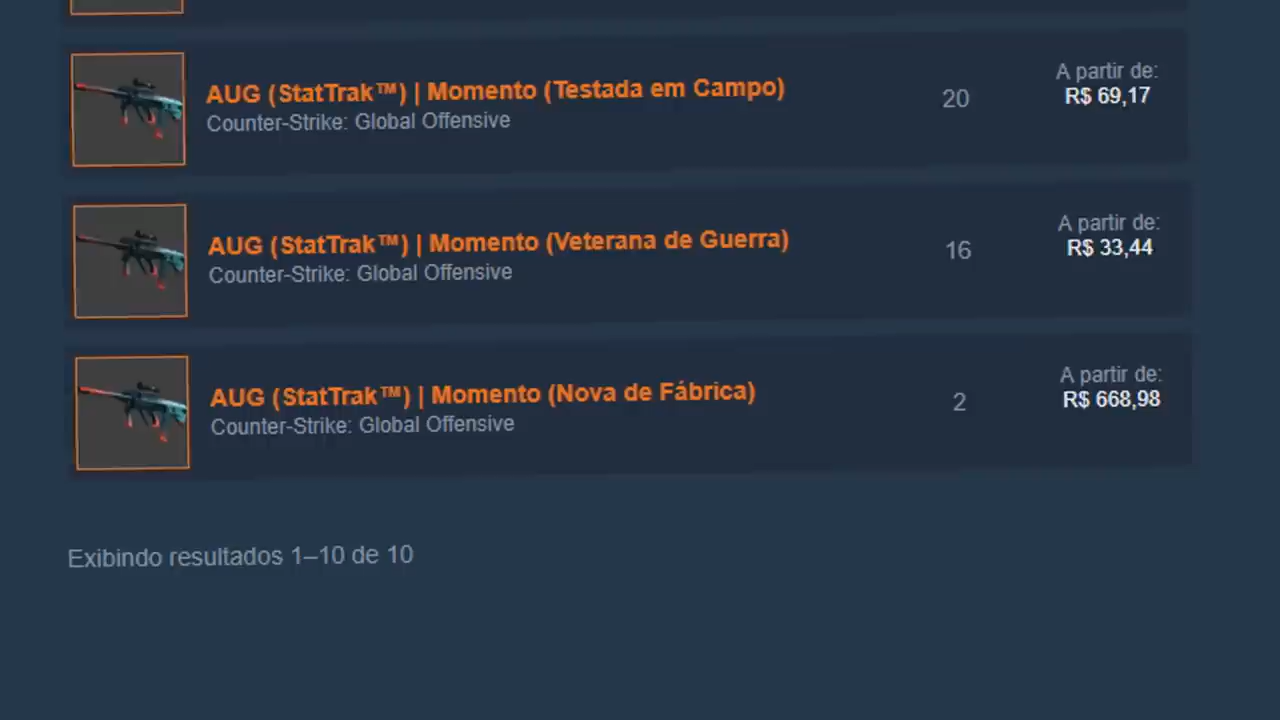 AUG (StatTrak™) | Momento (Testada em Campo)
Counter-Strike: Global Offensive
20
A partir de:
R$ 69,17
AUG (StatTrak™) | Momento (Veterana de Guerra)
Counter-Strike: Global Offensive
16
A partir de:
R$ 33,44
AUG (StatTrak™) | Momento (Nova de Fábrica)
Counter-Strike: Global Offensive
2
A partir de:
R$ 668,98
Exibindo resultados 1–10 de 10